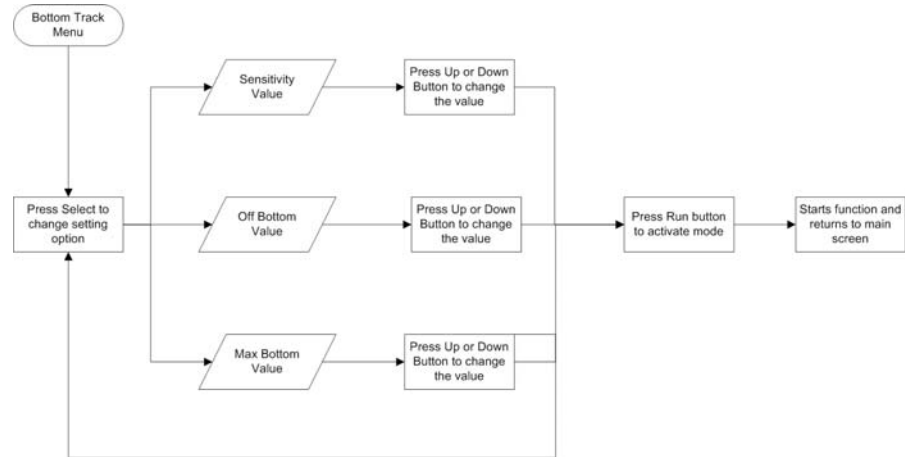 Bottom Track
Menu
Sensitivity
Value
Press Up or Down
Button to change
the value
Press Select to
change setting
option
Off Bottom
Value
Press Up or Down
Button to change
the value
Press Run button
to activate mode
Starts function and
returns to main
screen
Max Bottom
Value
Press Up or Down
Button to change
the value